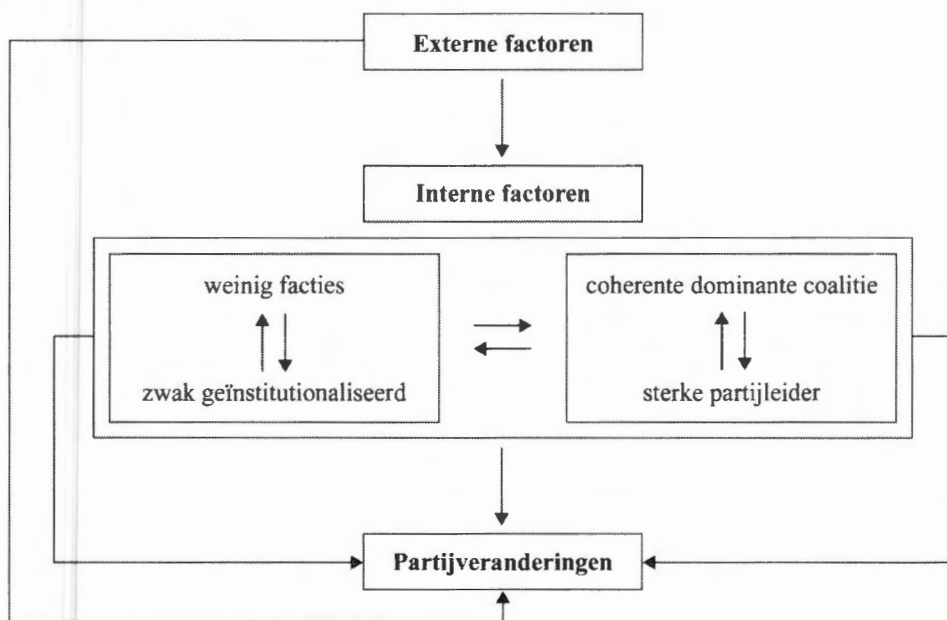 Externe factoren
Interne factoren
weinig facties
zwak geïnstitutionaliseerd
coherente dominante coalitie
sterke partijleider
Partijveranderingen